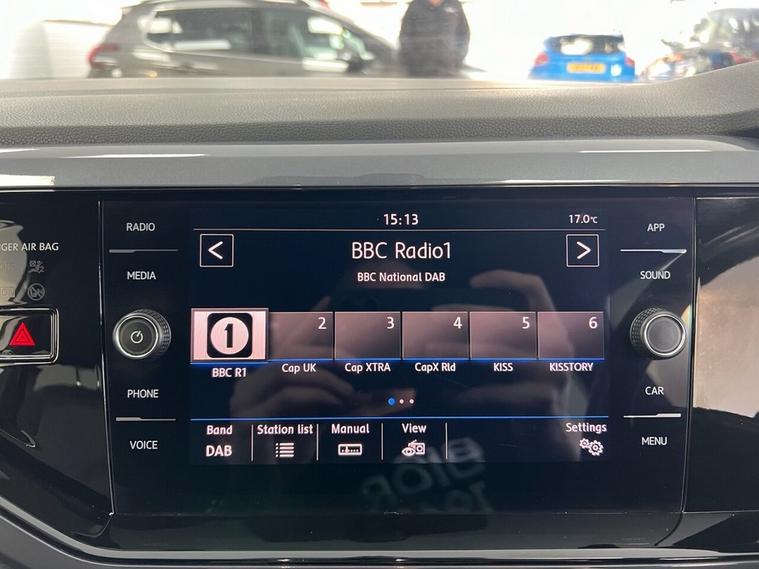 RADIO
MEDIA
PHONE
VOICE
GER AIR BAG
15:13 17.0°C
< BBC Radio1 >
BBC National DAB
1 2 3 4 5 6
BBC R1 Cap UK Cap XTRA CapX Rld KISS KISSTORY
Band Station list Manual View Settings
DAB
APP
SOUND
CAR
MENU